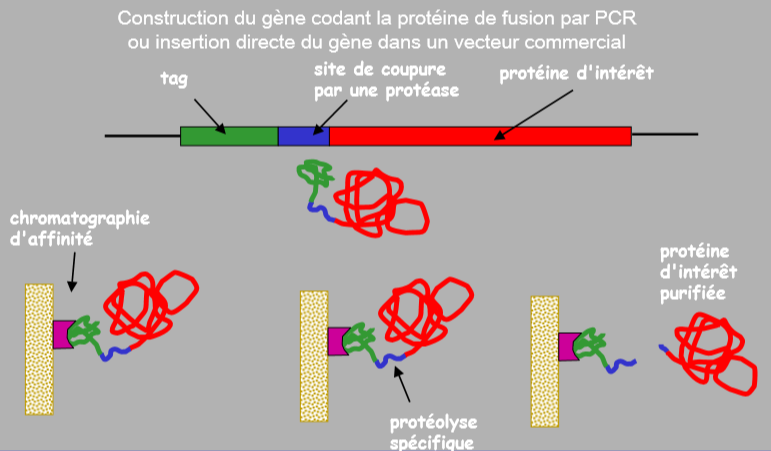 Construction du gène codant la protéine de fusion par PCR
ou insertion directe du gène dans un vecteur commercial
tag
site de coupure
par une protéase
protéine d'intérêt
chromatographie
d'affinité
protéine
d'intérêt
purifiée
protéolyse
spécifique